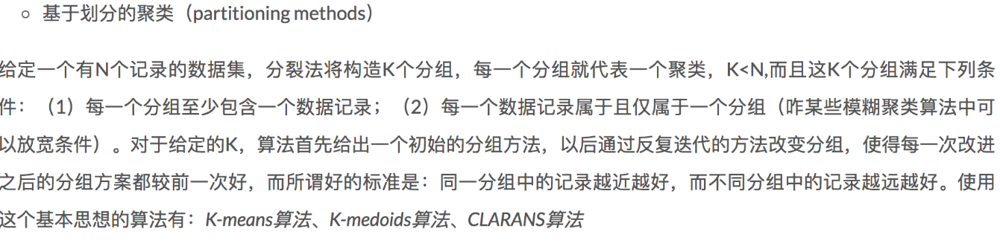 基于划分的聚类（partitioning methods）
给定一个有N个记录的数据集，分裂法将构造K个分组，每一个分组就代表一个聚类，K<N,而且这K个分组满足下列条
件：（1）每一个分组至少包含一个数据记录；（2）每一个数据记录属于且仅属于一个分组（咋某些模糊聚类算法中可
以放宽条件）。对于给定的K，算法首先给出一个初始的分组方法，以后通过反复迭代的方法改变分组，使得每一次改进
之后的分组方案都较前一次好，而所谓好的标准是：同一分组中的记录越近越好，而不同分组中的记录越远越好。使用
这个基本思想的算法有：K-means算法、K-medoids算法、CLARANS算法